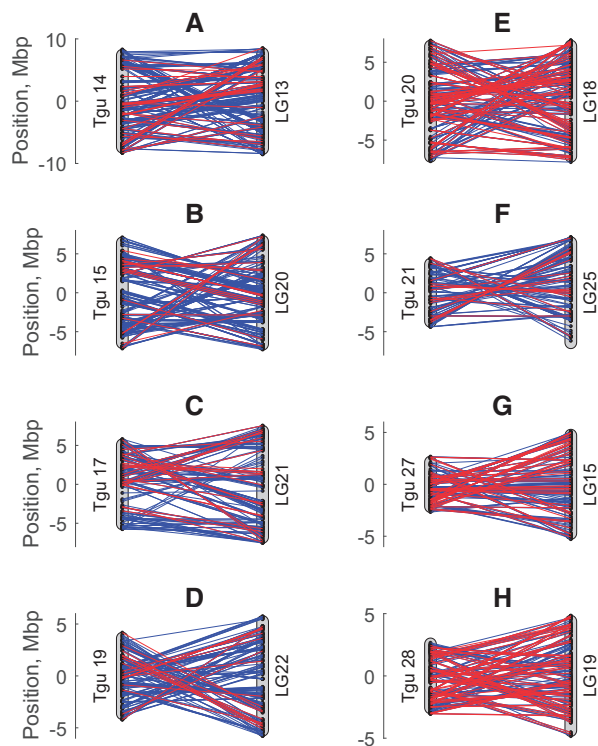 A
E
Position, Mbp
10
0
-10
Tgu 14
LG13
5
0
-5
Tgu 20
LG18
B
F
Position, Mbp
5
0
-5
Tgu 15
LG20
5
0
-5
Tgu 21
LG25
C
G
Position, Mbp
5
0
-5
Tgu 17
LG21
5
0
-5
Tgu 27
LG15
D
H
Position, Mbp
5
0
-5
Tgu 19
LG22
5
0
-5
Tgu 28
LG19